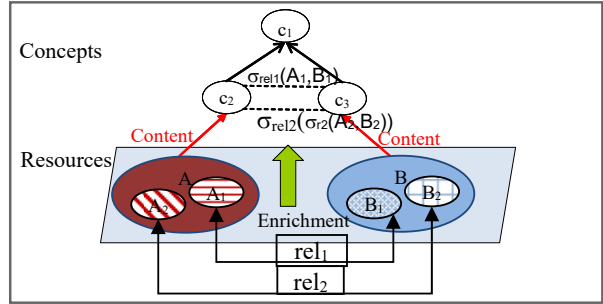 c1
Concepts
σrel1(A1,B1)
c2
c3
σrel2(σr2(A2,B2))
Content
Content
Resources
A
B
A2
A1
B1
B2
Enrichment
rel1
rel2